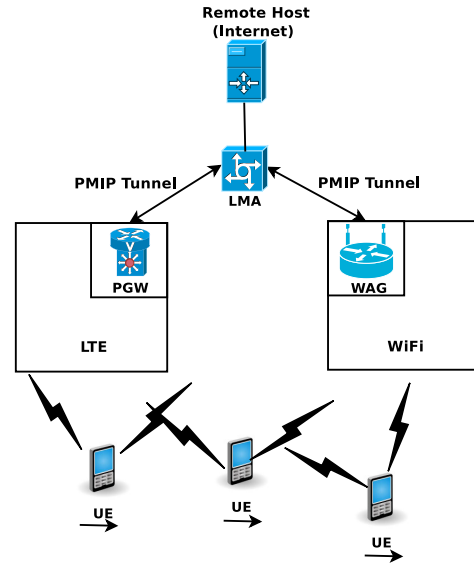 Remote Host
(Internet)
PMIP Tunnel
PMIP Tunnel
LMA
PGW
WAG
LTE
WiFi
UE
UE
UE